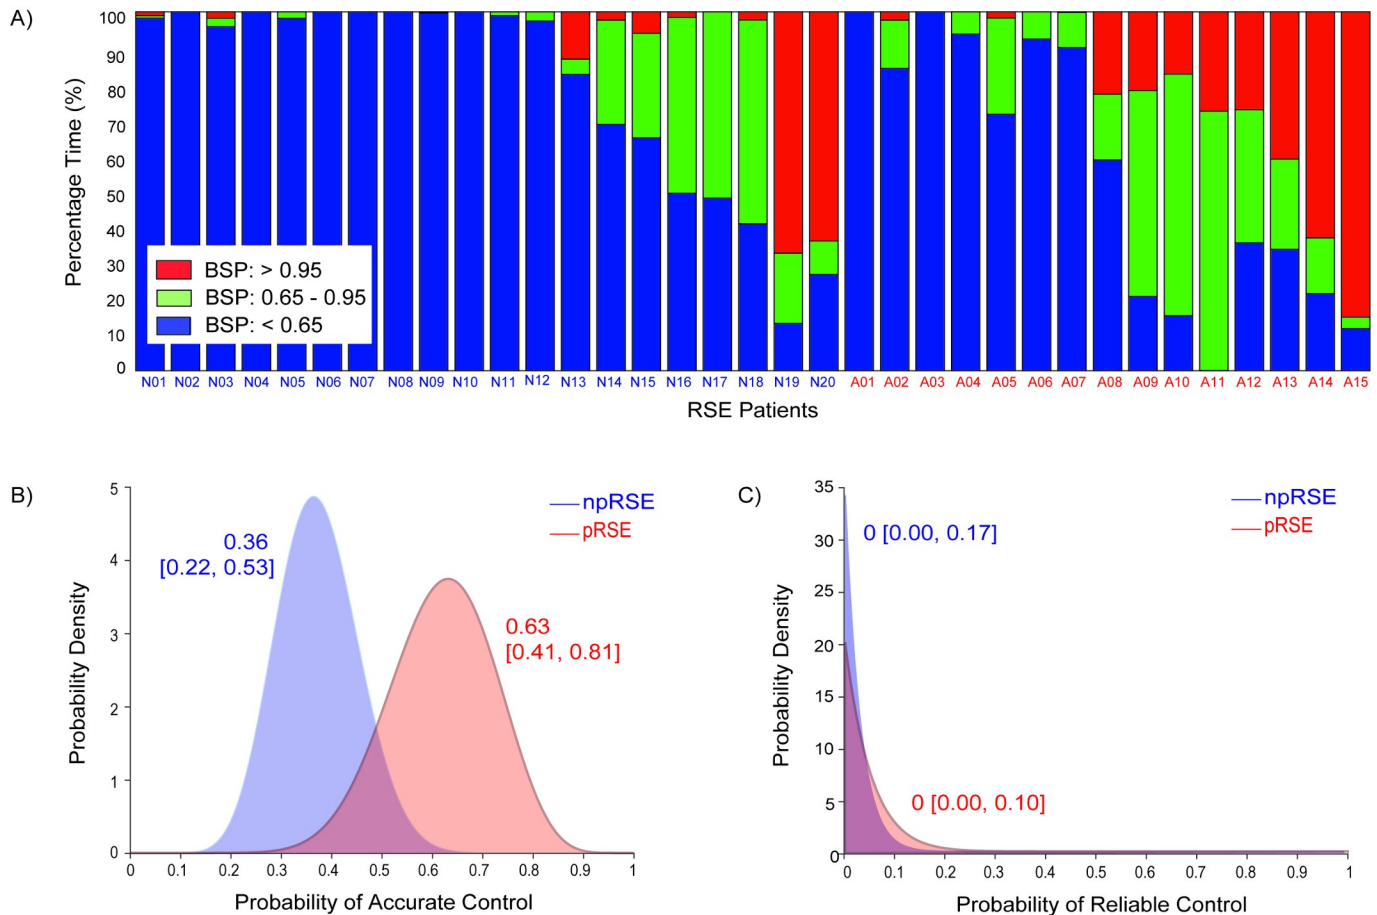 A)
Percentage Time (%)
100
90
80
70
60
50
40
30
20
10
0
BSP: > 0.95
BSP: 0.65 - 0.95
BSP: < 0.65
N01 N02 N03 N04 N05 N06 N07 N08 N09 N10 N11 N12 N13 N14 N15 N16 N17 N18 N19 N20 A01 A02 A03 A04 A05 A06 A07 A08 A09 A10 A11 A12 A13 A14 A15
RSE Patients
B)
Probability Density
5
4
3
2
1
0
npRSE
pRSE
0.36
[0.22, 0.53]
0.63
[0.41, 0.81]
0 0.1 0.2 0.3 0.4 0.5 0.6 0.7 0.8 0.9 1
Probability of Accurate Control
C)
Probability Density
35
30
25
20
15
10
5
0
npRSE
pRSE
0 [0.00, 0.17]
0 [0.00, 0.10]
0 0.1 0.2 0.3 0.4 0.5 0.6 0.7 0.8 0.9 1
Probability of Reliable Control